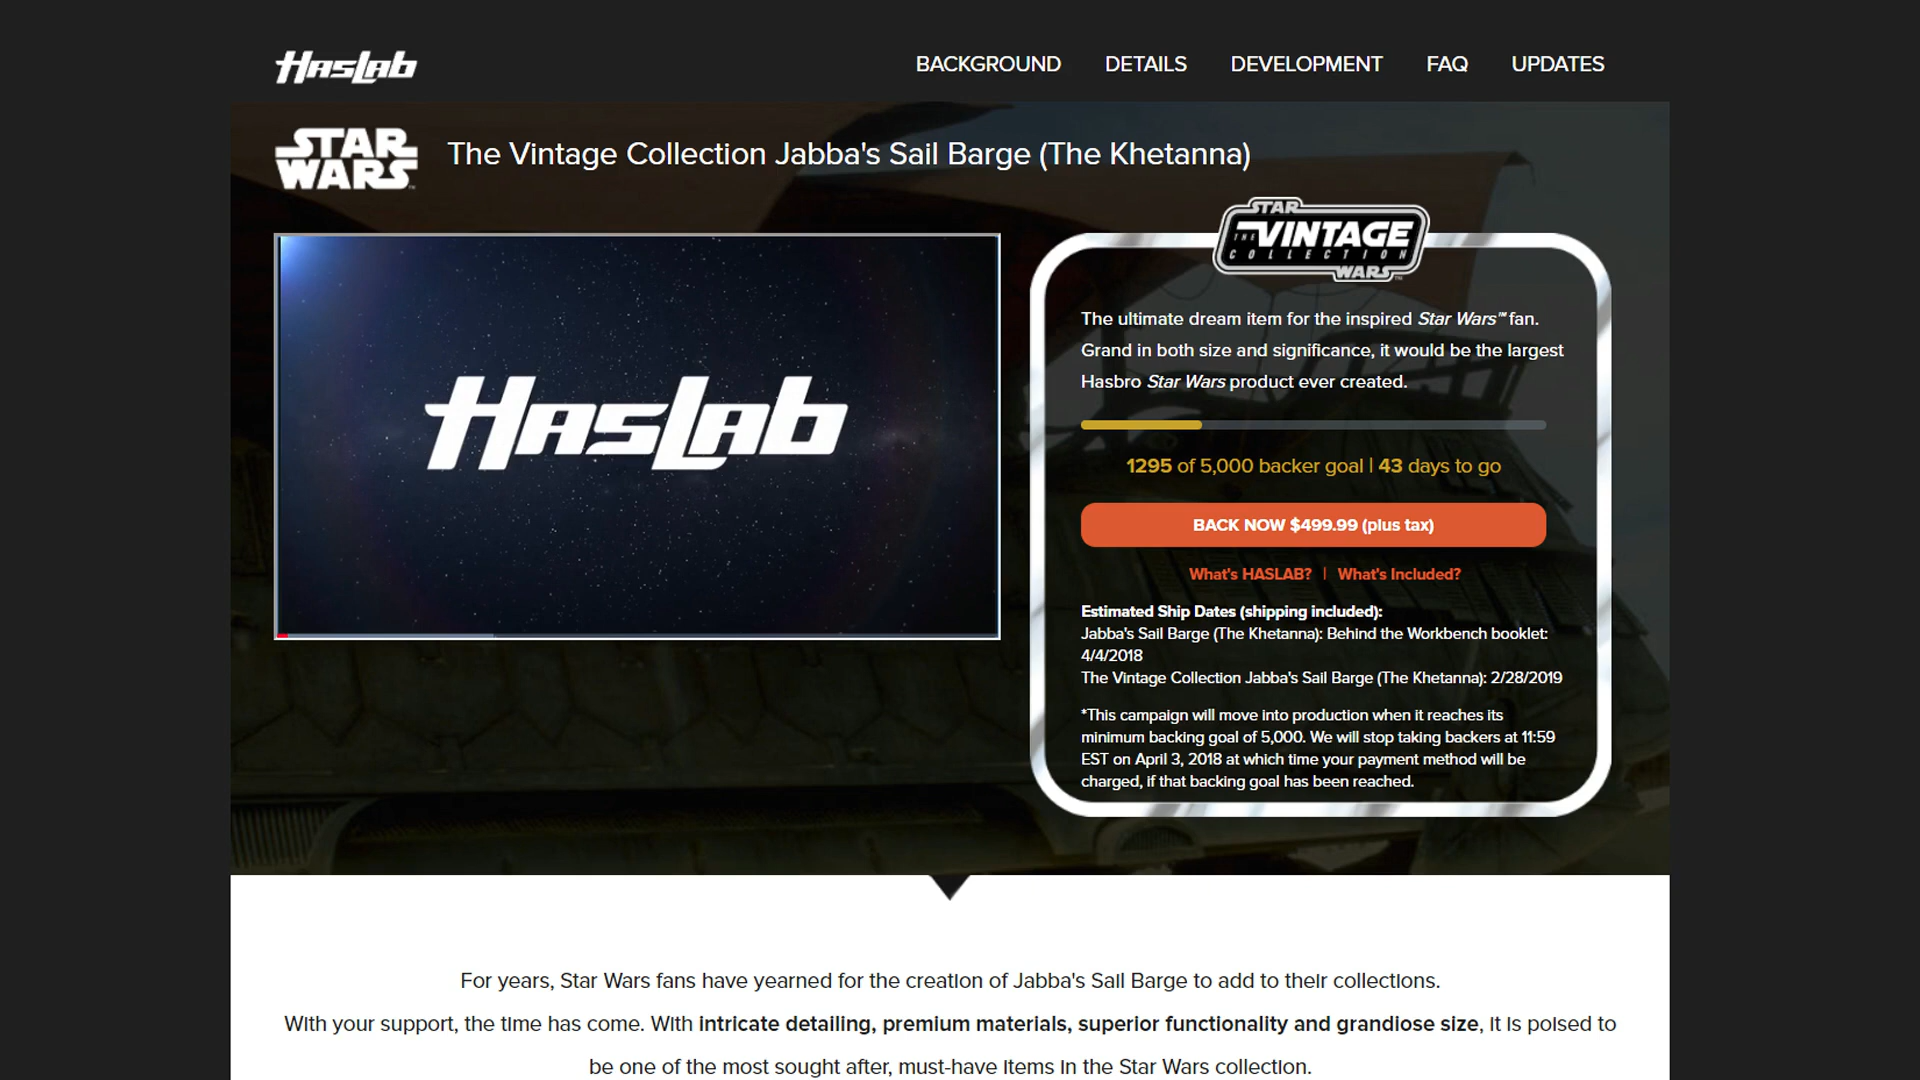 HasLab
BACKGROUND DETAILS DEVELOPMENT FAQ UPDATES
STAR WARS
The Vintage Collection Jabba's Sail Barge (The Khetanna)
STAR
THE VINTAGE
COLLECTION
WARS
HasLab
The ultimate dream item for the inspired Star Wars™ fan.
Grand in both size and significance, it would be the largest
Hasbro Star Wars product ever created.
1295 of 5,000 backer goal | 43 days to go
BACK NOW $499.99 (plus tax)
What's HASLAB? | What's Included?
Estimated Ship Dates (shipping included):
Jabba's Sail Barge (The Khetanna): Behind the Workbench booklet:
4/4/2018
The Vintage Collection Jabba's Sail Barge (The Khetanna): 2/28/2019
*This campaign will move into production when it reaches its
minimum backing goal of 5,000. We will stop taking backers at 11:59
EST on April 3, 2018 at which time your payment method will be
charged, if that backing goal has been reached.
For years, Star Wars fans have yearned for the creation of Jabba's Sail Barge to add to their collections.
With your support, the time has come. With intricate detailing, premium materials, superior functionality and grandiose size, it is poised to
be one of the most sought after, must-have items in the Star Wars collection.